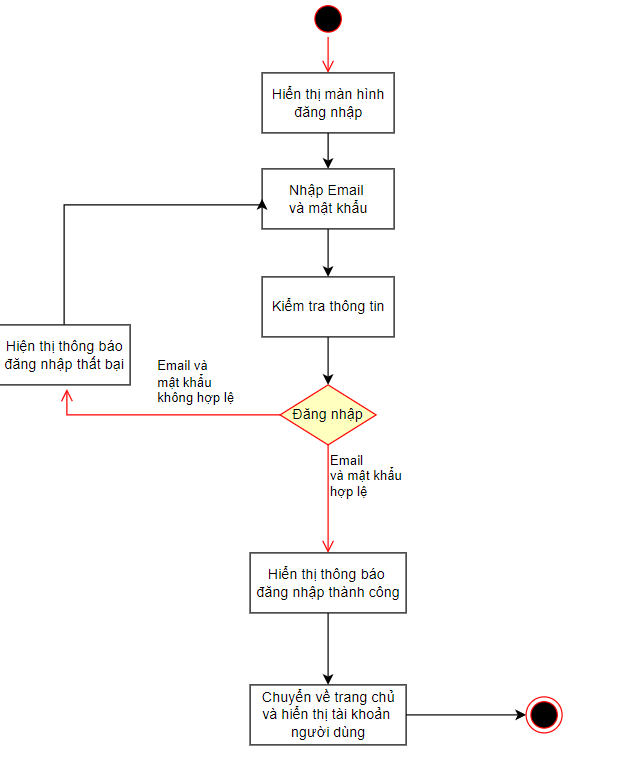 Hiển thị màn hình
đăng nhập
Nhập Email
và mật khẩu
Kiểm tra thông tin
Hiện thị thông báo
đăng nhập thất bại
Email và
mật khẩu
không hợp lệ
Đăng nhập
Email
và mật khẩu
hợp lệ
Hiển thị thông báo
đăng nhập thành công
Chuyển về trang chủ
và hiển thị tài khoản
người dùng